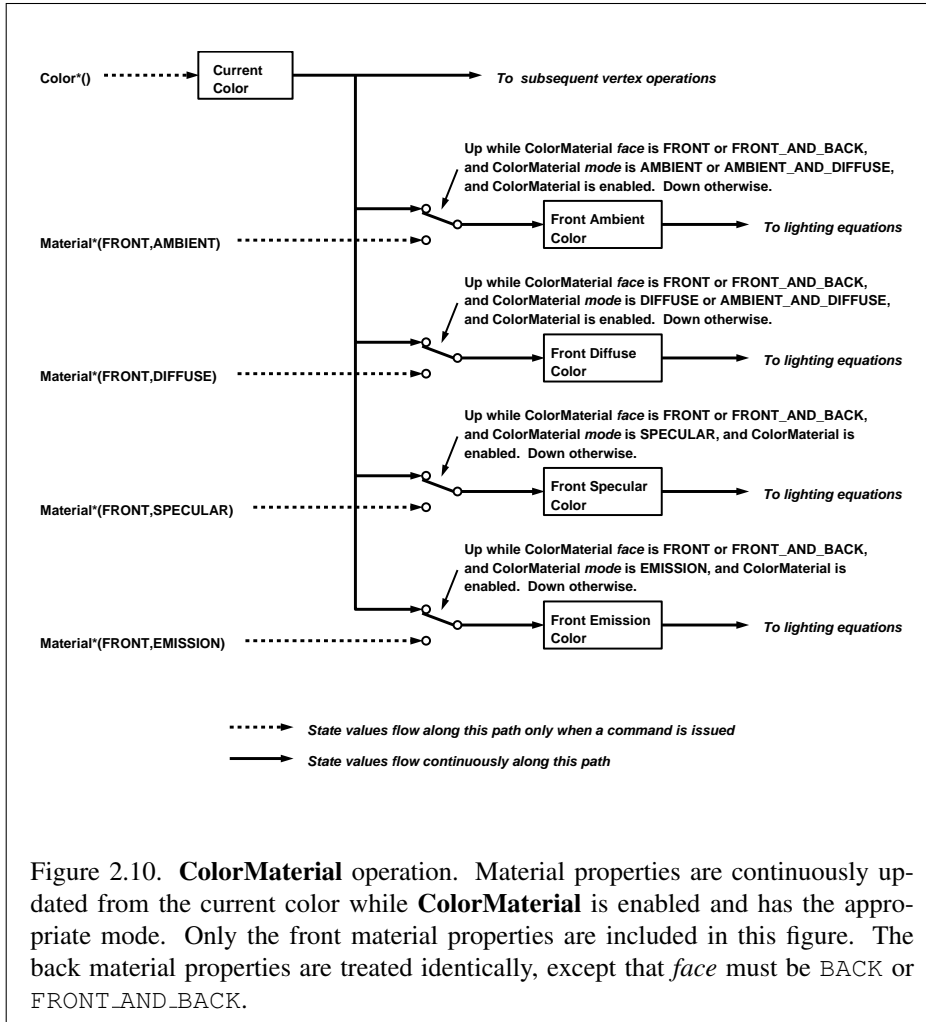 Color*()
Current
Color
To subsequent vertex operations
Up while ColorMaterial face is FRONT or FRONT_AND_BACK,
and ColorMaterial mode is AMBIENT or AMBIENT_AND_DIFFUSE,
and ColorMaterial is enabled. Down otherwise.
Front Ambient
Color
To lighting equations
Material*(FRONT,AMBIENT)
Up while ColorMaterial face is FRONT or FRONT_AND_BACK,
and ColorMaterial mode is DIFFUSE or AMBIENT_AND_DIFFUSE,
and ColorMaterial is enabled. Down otherwise.
Front Diffuse
Color
To lighting equations
Material*(FRONT,DIFFUSE)
Up while ColorMaterial face is FRONT or FRONT_AND_BACK,
and ColorMaterial mode is SPECULAR, and ColorMaterial is
enabled. Down otherwise.
Front Specular
Color
To lighting equations
Material*(FRONT,SPECULAR)
Up while ColorMaterial face is FRONT or FRONT_AND_BACK,
and ColorMaterial mode is EMISSION, and ColorMaterial is
enabled. Down otherwise.
Front Emission
Color
To lighting equations
Material*(FRONT,EMISSION)
State values flow along this path only when a command is issued
State values flow continuously along this path
Figure 2.10. ColorMaterial operation. Material properties are continuously up-
dated from the current color while ColorMaterial is enabled and has the appro-
priate mode. Only the front material properties are included in this figure. The
back material properties are treated identically, except that face must be BACK or
FRONT_AND_BACK.